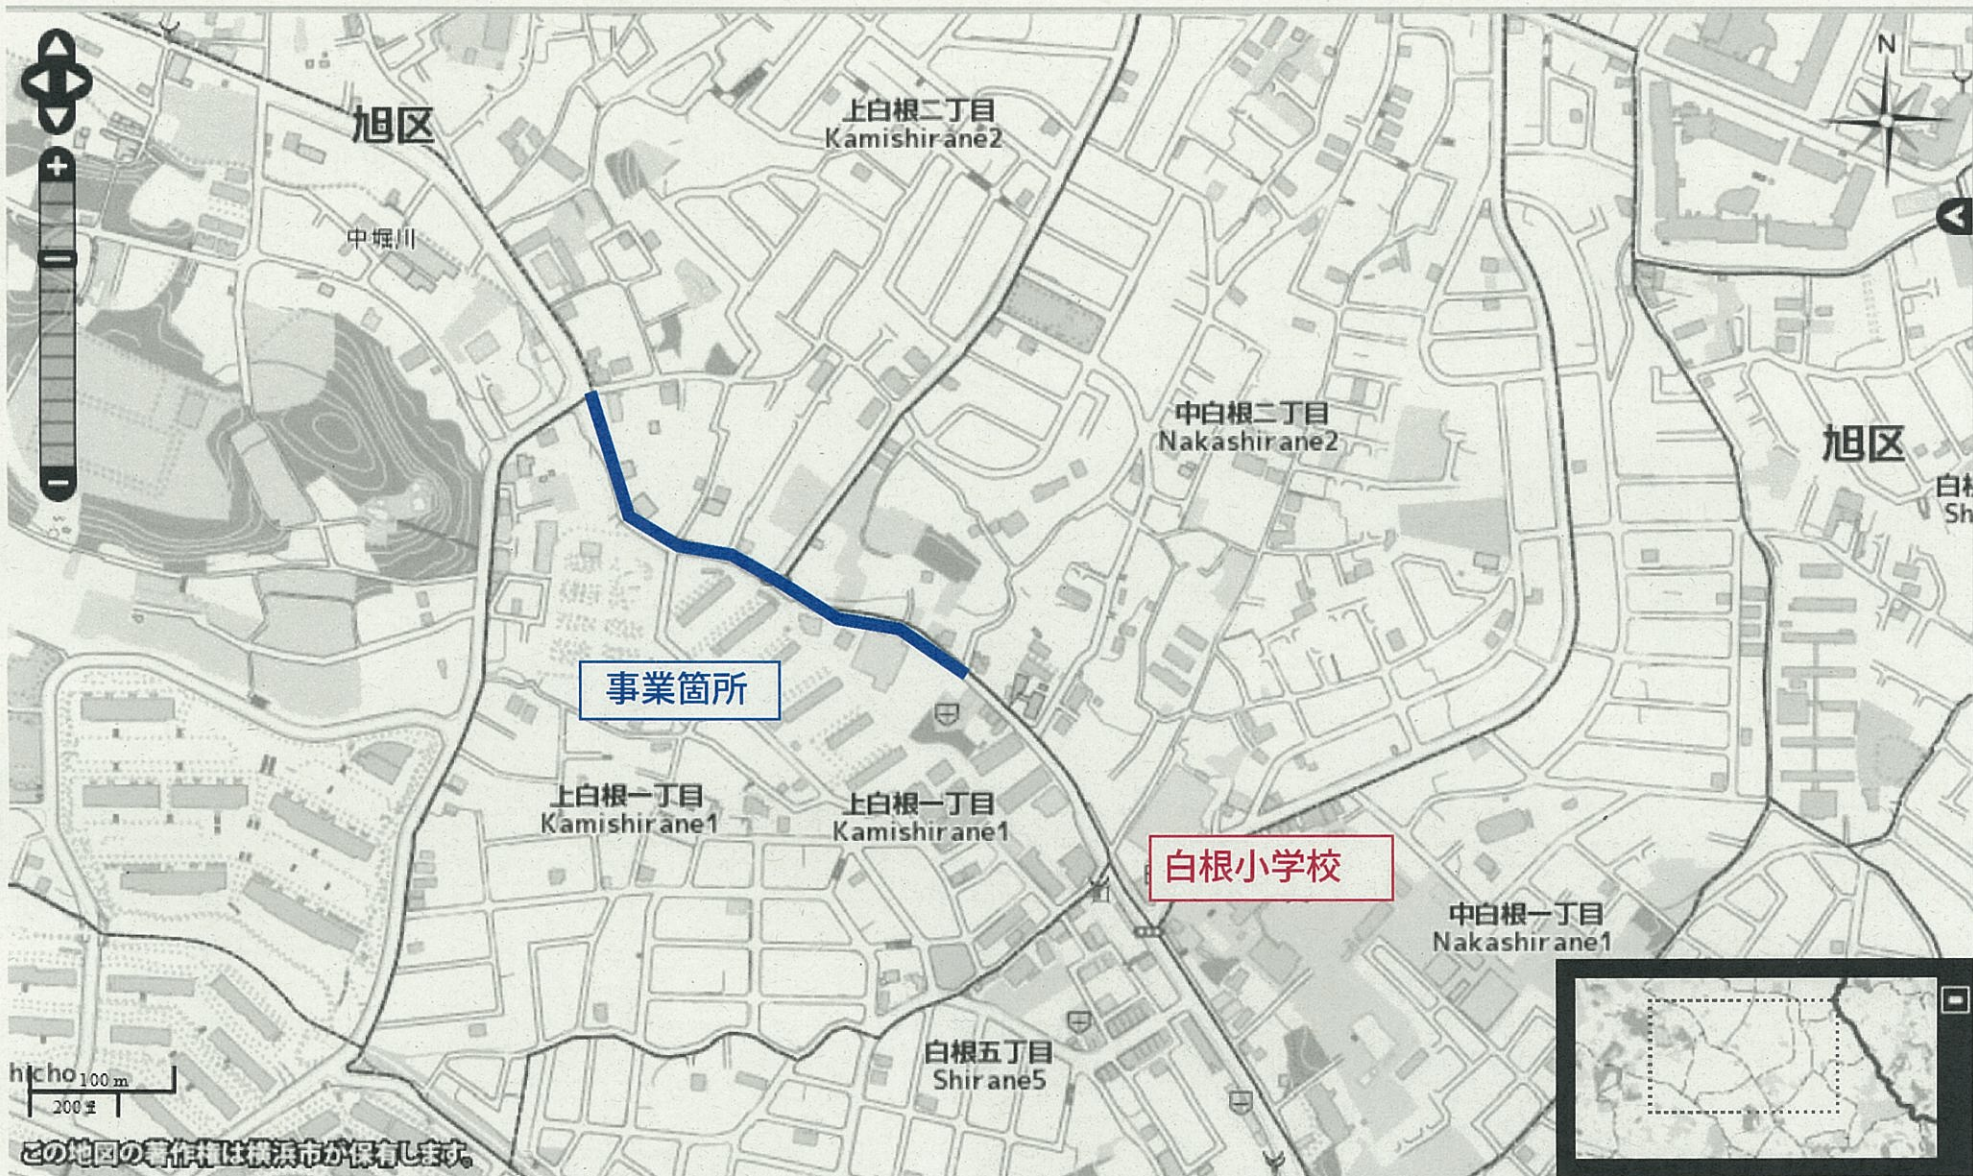 N
旭区
上白根二丁目
Kamishirane2
中堀川
中白根二丁目
Nakashirane2
旭区
Sh
事業箇所
上白根一丁目
Kamishirane1
上白根一丁目
Kamishirane1
白根小学校
中白根一丁目
Nakashirane1
白根五丁目
Shirane5
hicho
100 m
この地図の著作権は横浜市が保有します。